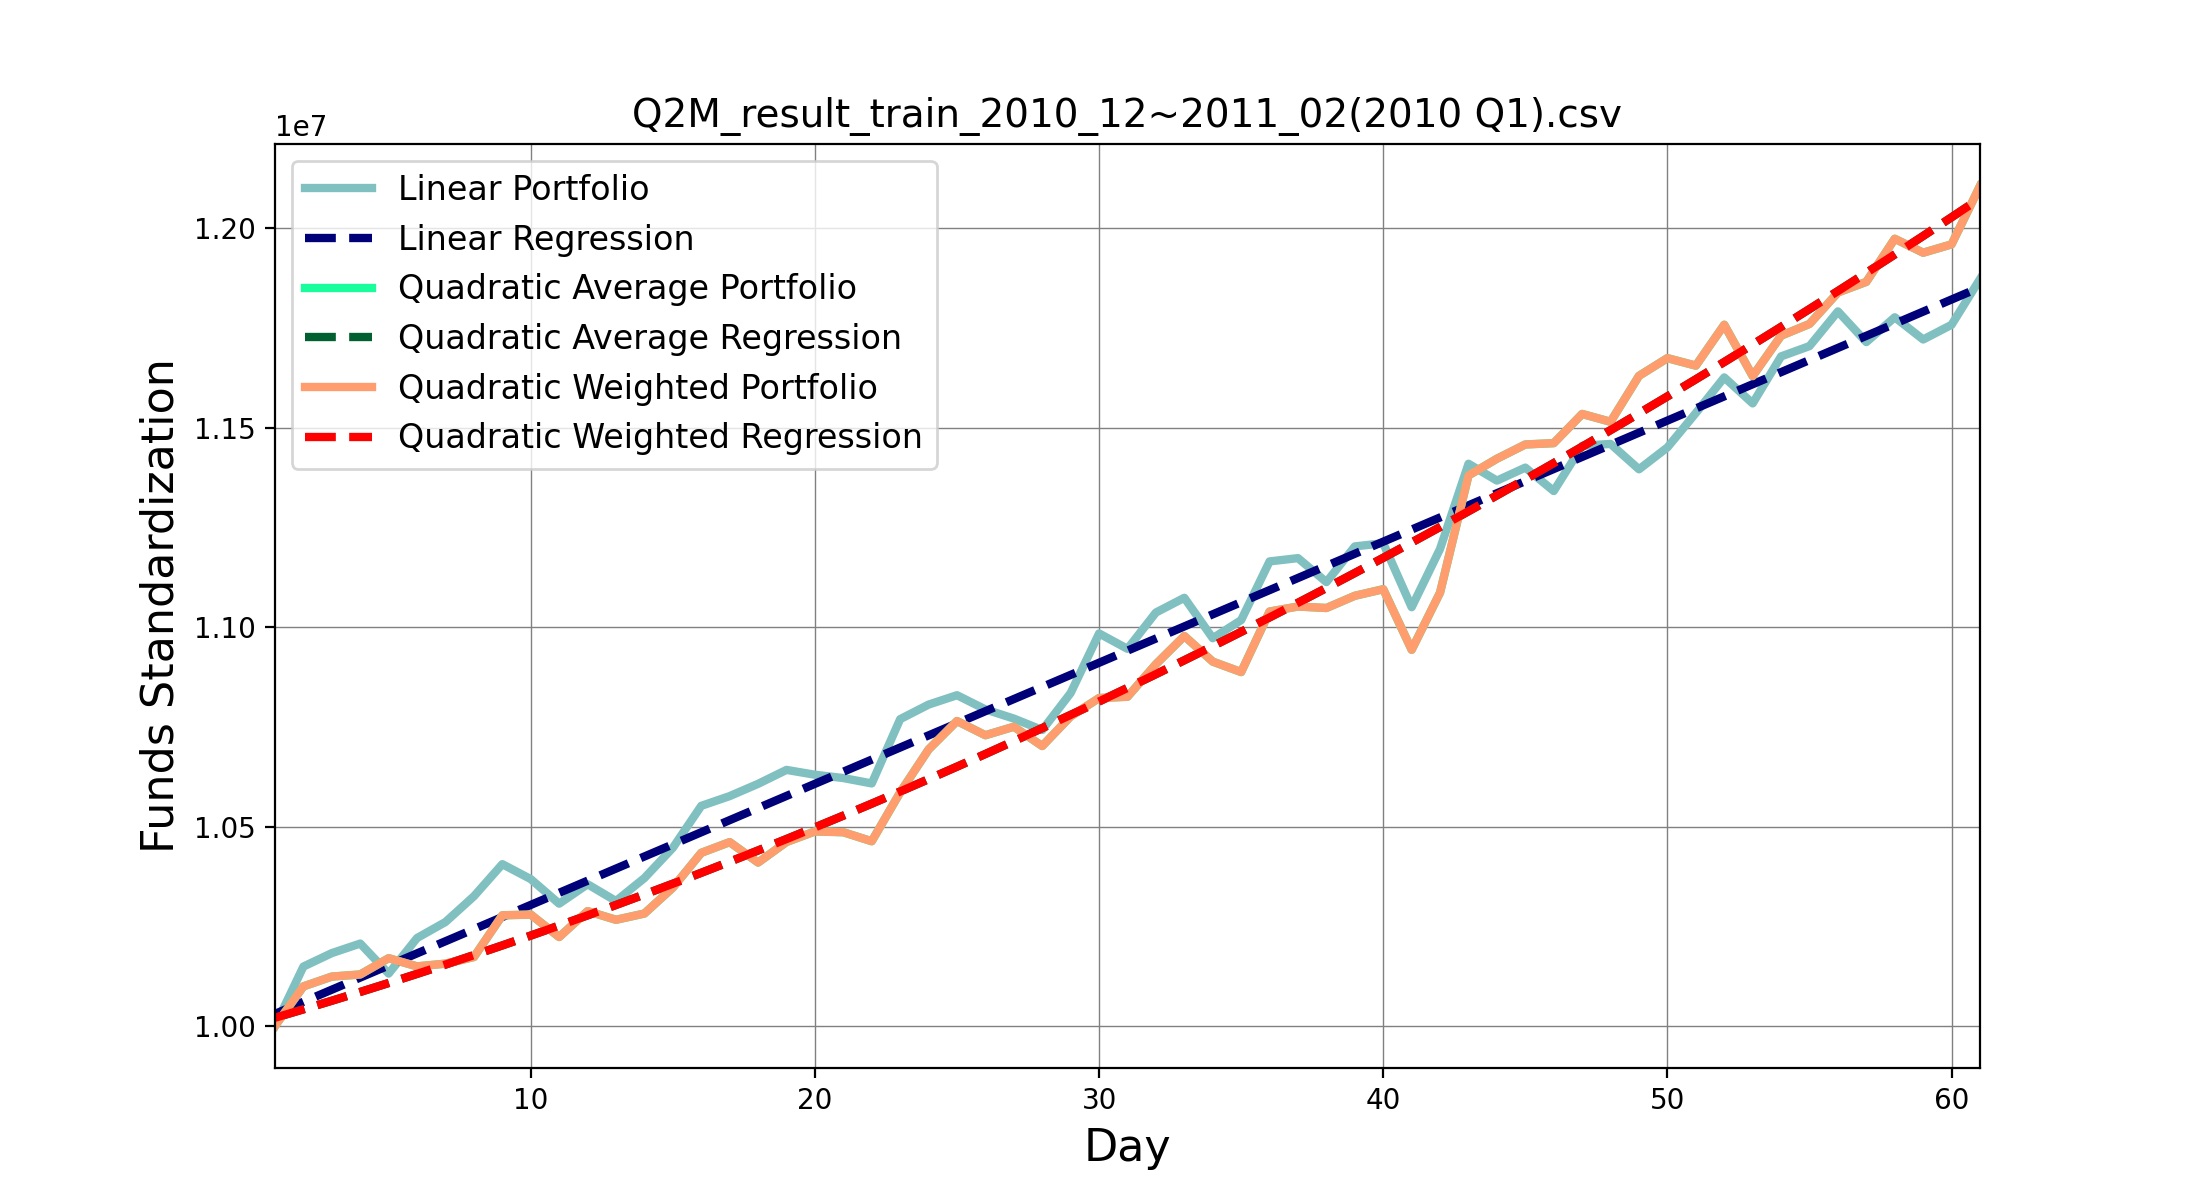 Q2M_result_train_2010_12~2011_02(2010 Q1).csv
1e7
Linear Portfolio
Linear Regression
Quadratic Average Portfolio
Quadratic Average Regression
Quadratic Weighted Portfolio
Quadratic Weighted Regression
1.20
1.15
1.10
1.05
1.00
Funds Standardization
10 20 30 40 50 60
Day